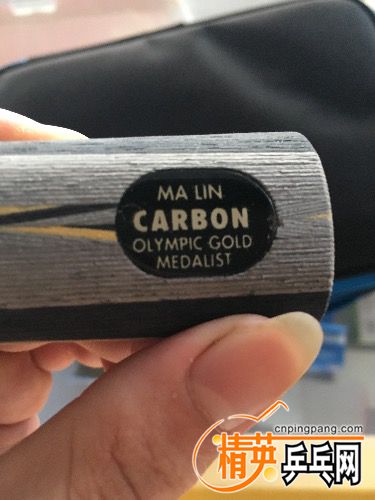 MA LIN
CARBON
OLYMPIC GOLD
MEDALIST
cnpingpang.com
精英乒乓网